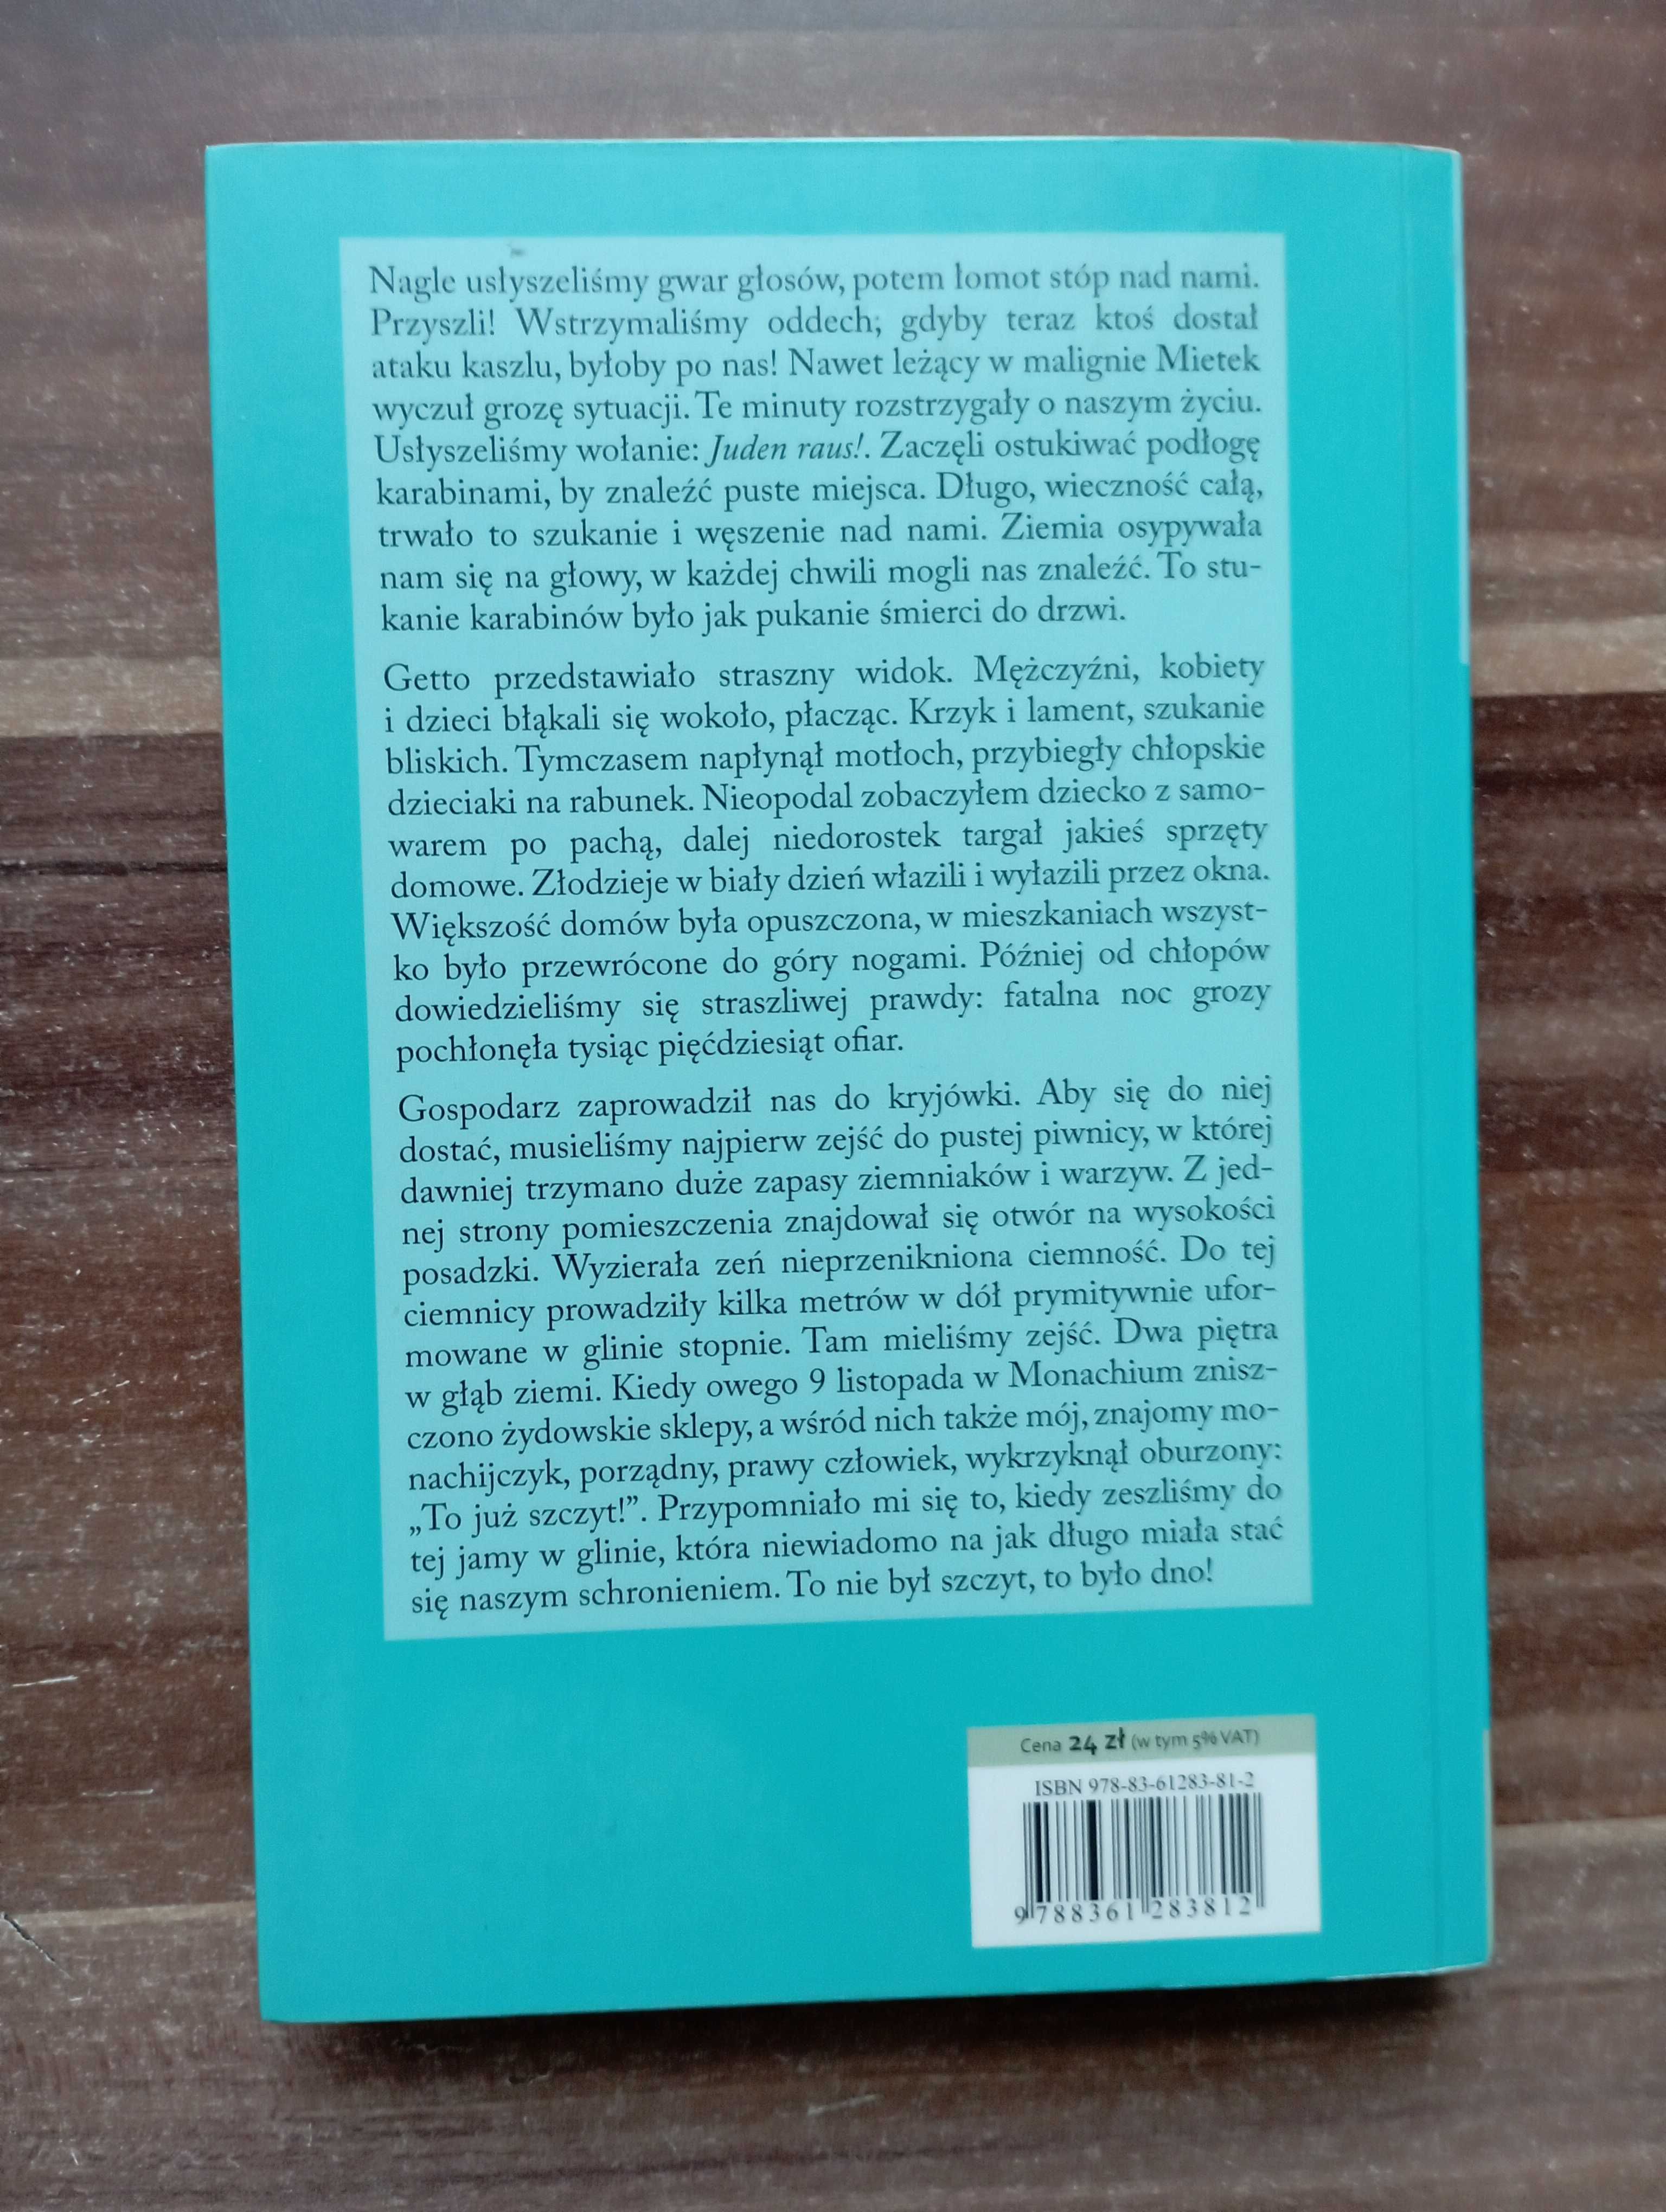 Nagle usłyszeliśmy gwar głosów, potem łomot stóp nad nami.
Przyszli! Wstrzymaliśmy oddech; gdyby teraz ktoś dostał
ataku kaszlu, byłoby po nas! Nawet leżący w malignie Mietek
wyczuł grozę sytuacji. Te minuty rozstrzygały o naszym życiu.
Usłyszeliśmy wołanie: Juden raus!. Zaczęli ostukiwać podłogę
karabinami, by znaleźć puste miejsca. Długo, wieczność całą,
trwało to szukanie i węszenie nad nami. Ziemia osypywała
nam się na głowy, w każdej chwili mogli nas znaleźć. To stu-
kanie karabinów było jak pukanie śmierci do drzwi.
Getto przedstawiało straszny widok. Mężczyźni, kobiety
i dzieci błąkali się wokoło, płacząc. Krzyk i lament, szukanie
bliskich. Tymczasem napłynął motłoch, przybiegły chłopskie
dzieciaki na rabunek. Nieopodal zobaczyłem dziecko z samo-
warem po pachą, dalej niedorostek targał jakieś sprzęty
domowe. Złodzieje w biały dzień włazili i wyłazili przez okna.
Większość domów była opuszczona, w mieszkaniach wszyst-
ko było przewrócone do góry nogami. Później od chłopów
dowiedzieliśmy się straszliwej prawdy: fatalna noc grozy
pochłonęła tysiąc pięćdziesiąt ofiar.
Gospodarz zaprowadził nas do kryjówki. Aby się do niej
dostać, musieliśmy najpierw zejść do pustej piwnicy, w której
dawniej trzymano duże zapasy ziemniaków i warzyw. Z jed-
nej strony pomieszczenia znajdował się otwór na wysokości
posadzki. Wyzierała zeń nieprzenikniona ciemność. Do tej
ciemnicy prowadziły kilka metrów w dół prymitywnie ufor-
mowane w glinie stopnie. Tam mieliśmy zejść. Dwa piętra
w głąb ziemi. Kiedy owego 9 listopada w Monachium znisz-
czono żydowskie sklepy, a wśród nich także mój, znajomy mo-
nachijczyk, porządny, prawy człowiek, wykrzyknął oburzony:
„To już szczyt!”. Przypomniało mi się to, kiedy zeszliśmy do
tej jamy w glinie, która niewiadomo na jak długo miała stać
się naszym schronieniem. To nie był szczyt, to było dno!
Cena 24 zł (w tym 5% VAT)
ISBN 978-83-61283-81-2
9 788361 283812